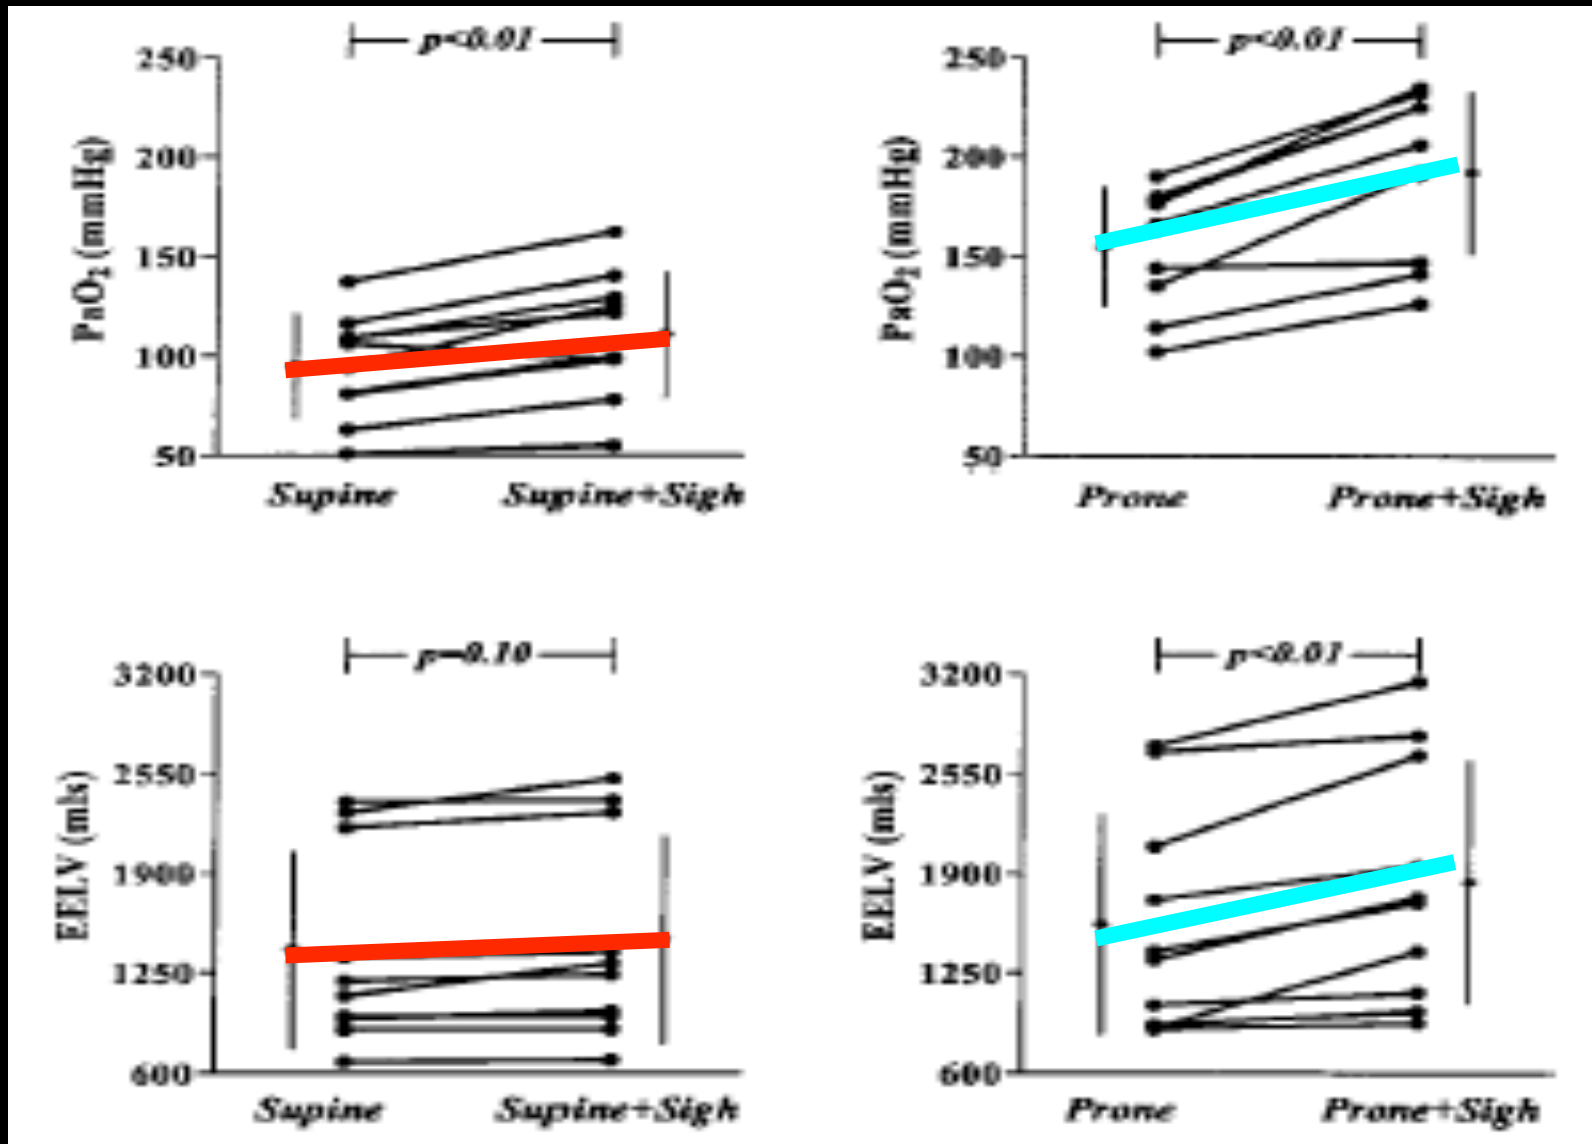 p<0.01
250
200
150
100
50
PaO2 (mmHg)
Supine
Supine+Sigh
p<0.01
250
200
150
100
50
PaO2 (mmHg)
Prone
Prone+Sigh
p=0.10
3200
2550
1900
1250
600
EELV (mls)
Supine
Supine+Sigh
p<0.01
3200
2550
1900
1250
600
EELV (mls)
Prone
Prone+Sigh